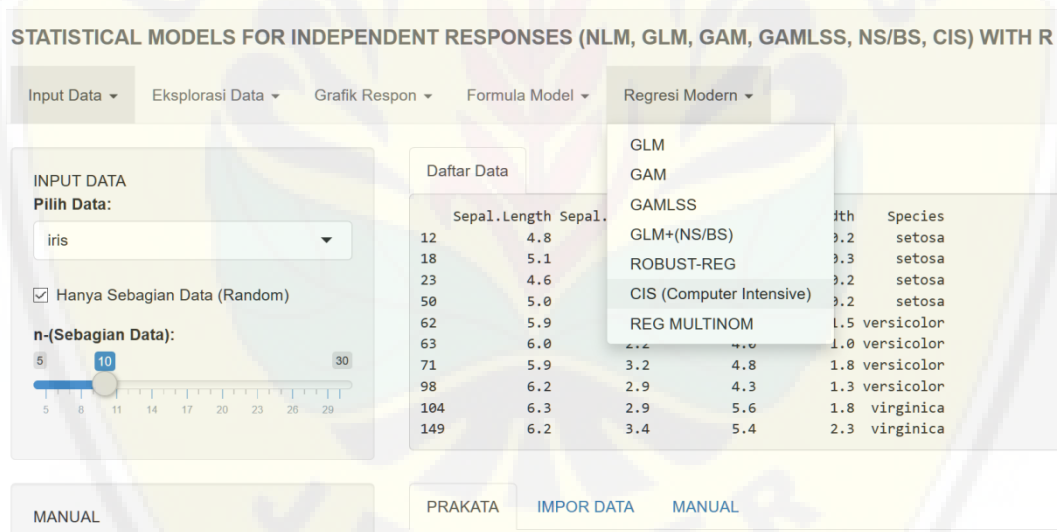 STATISTICAL MODELS FOR INDEPENDENT RESPONSES (NLM, GLM, GAM, GAMLSS, NS/BS, CIS) WITH R
Input Data Eksplorasi Data Grafik Respon Formula Model Regresi Modern
GLM
GAM
GAMLSS
GLM+(NS/BS)
ROBUST-REG
CIS (Computer Intensive)
REG MULTINOM
INPUT DATA
Pilih Data:
iris
Hanya Sebagian Data (Random)
n-(Sebagian Data):
5 10 30
5 8 11 14 17 20 23 26 29
Daftar Data
Sepal.Length Sepal. Species
12 4.8 setosa
18 5.1 setosa
23 4.6 setosa
50 5.0 setosa
62 5.9 1.5 versicolor
63 6.0 2.2 1.0 versicolor
71 5.9 3.2 4.8 1.8 versicolor
98 6.2 2.9 4.3 1.3 versicolor
104 6.3 2.9 5.6 1.8 virginica
149 6.2 3.4 5.4 2.3 virginica
MANUAL
PRAKATA IMPOR DATA MANUAL